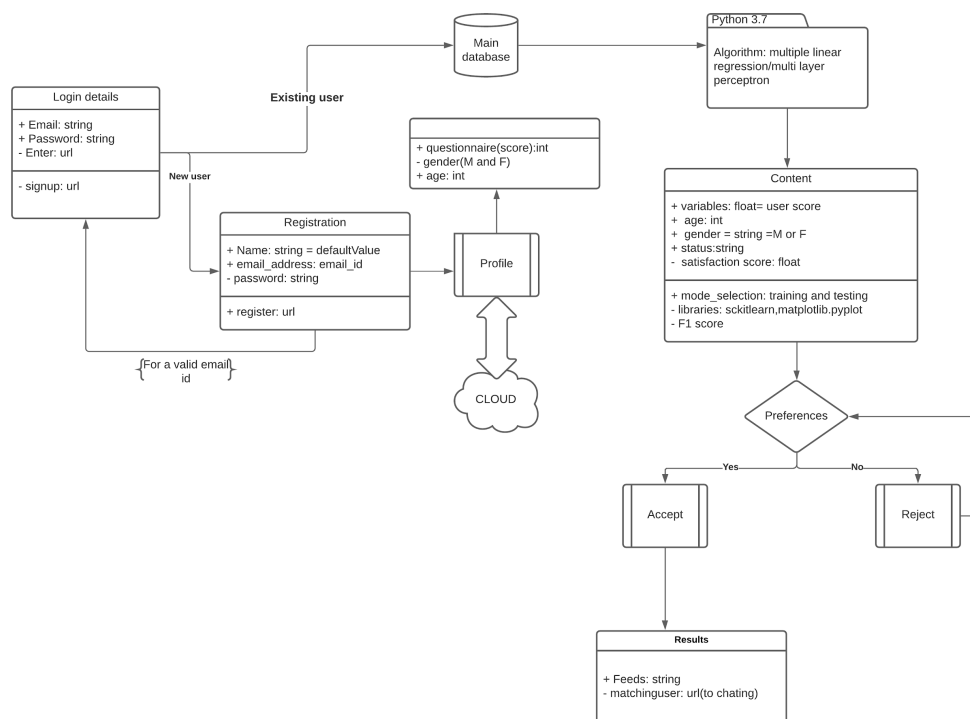 Python 3.7
Main
database
Algorithm: multiple linear
regression/multi layer
perceptron
Existing user
Login details
+ Email: string
+ Password: string
- Enter: url
- signup: url
New user
+ questionnaire(score):int
- gender(M and F)
+ age: int
Content
+ variables: float= user score
+ age: int
+ gender = string =M or F
+ status:string
- satisfaction score: float
+ mode_selection: training and testing
- libraries: sckitlearn,matplotlib.pyplot
- F1 score
Registration
+ Name: string = defaultValue
+ email_address: email_id
- password: string
+ register: url
Profile
{For a valid email}
id
CLOUD
Preferences
Yes
No
Accept
Reject
Results
+ Feeds: string
- matchinguser: url(to chating)